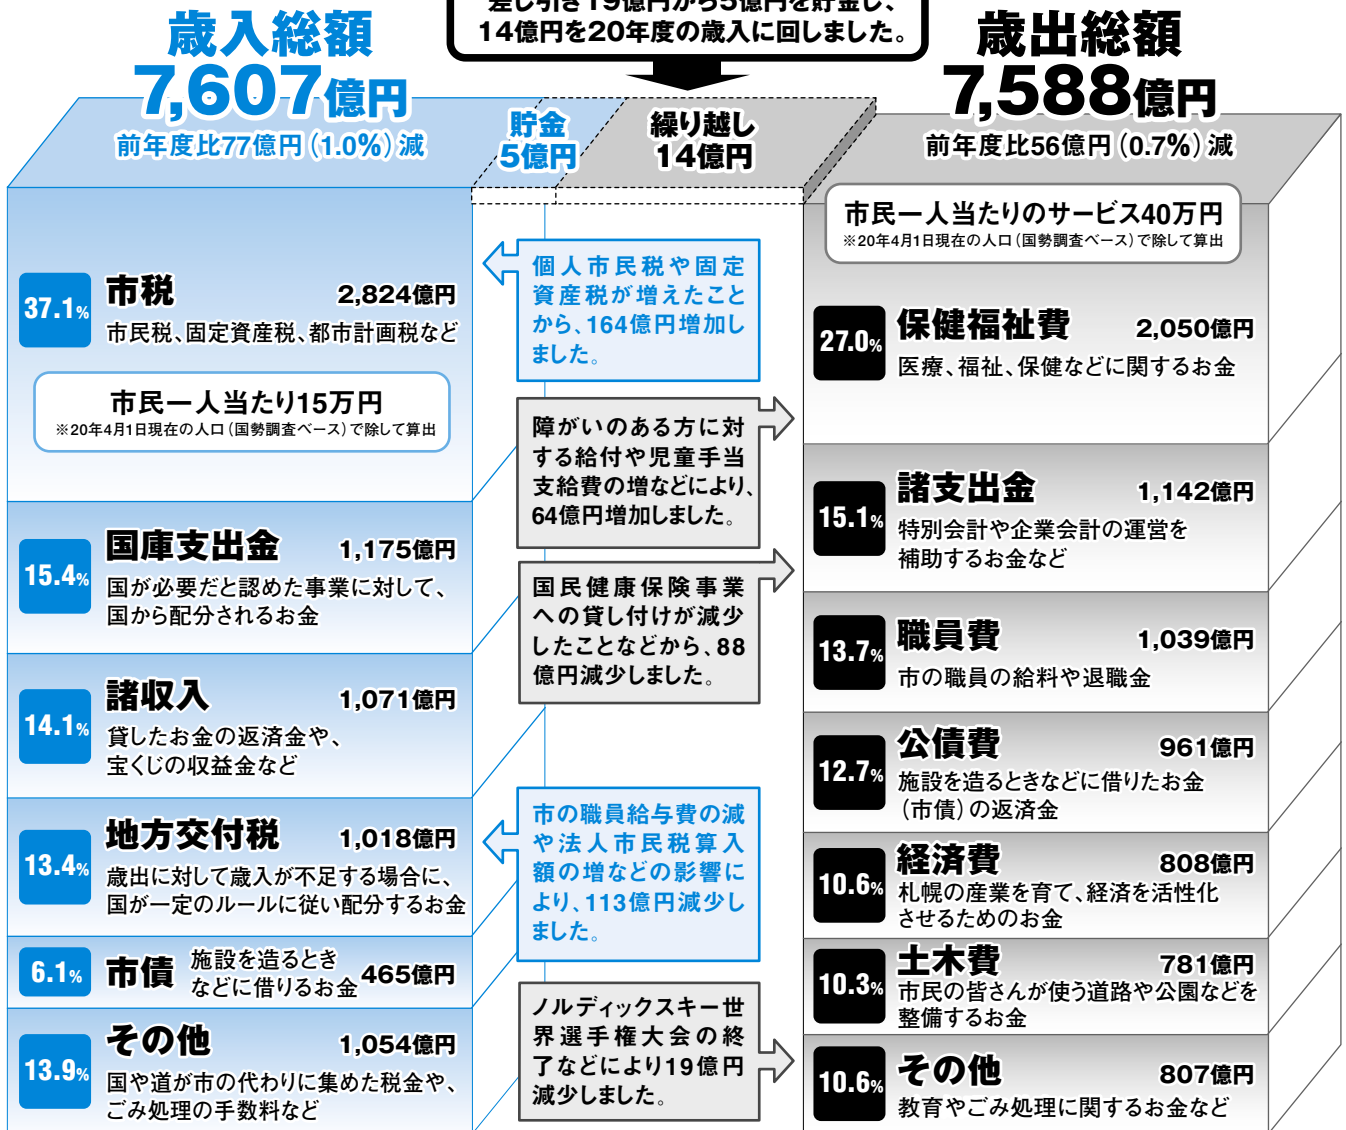 差し引き19億円から5億円を貯金し、
14億円を20年度の歳入に回しました。
歳入総額
7,607億円
前年度比77億円(1.0%)減
貯金
5億円
繰り越し
14億円
歳出総額
7,588億円
前年度比56億円(0.7%)減
37.1%
市税
2,824億円
市民税、固定資産税、都市計画税など
市民一人当たり15万円
※20年4月1日現在の人口(国勢調査ベース)で除して算出
15.4%
国庫支出金
1,175億円
国が必要だと認めた事業に対して、
国から配分されるお金
14.1%
諸収入
1,071億円
貸したお金の返済金や、
宝くじの収益金など
13.4%
地方交付税
1,018億円
歳出に対して歳入が不足する場合に、
国が一定のルールに従い配分するお金
6.1%
市債
施設を造るとき
などに借りるお金
465億円
13.9%
その他
1,054億円
国や道が市の代わりに集めた税金や、
ごみ処理の手数料など
個人市民税や固定
資産税が増えたこと
から、164億円増加し
ました。
障がいのある方に対
する給付や児童手当
支給費の増などにより、
64億円増加しました。
国民健康保険事業
への貸し付けが減少
したことなどから、88
億円減少しました。
市の職員給与費の減
や法人市民税算入
額の増などの影響に
より、113億円減少し
ました。
ノルディックスキー世
界選手権大会の終
了などにより19億円
減少しました。
市民一人当たりのサービス40万円
※20年4月1日現在の人口(国勢調査ベース)で除して算出
27.0%
保健福祉費
2,050億円
医療、福祉、保健などに関するお金
15.1%
諸支出金
1,142億円
特別会計や企業会計の運営を
補助するお金など
13.7%
職員費
1,039億円
市の職員の給料や退職金
12.7%
公債費
961億円
施設を造るときなどに借りたお金
(市債)の返済金
10.6%
経済費
808億円
札幌の産業を育て、経済を活性化
させるためのお金
10.3%
土木費
781億円
市民の皆さんが使う道路や公園などを
整備するお金
10.6%
その他
807億円
教育やごみ処理に関するお金など